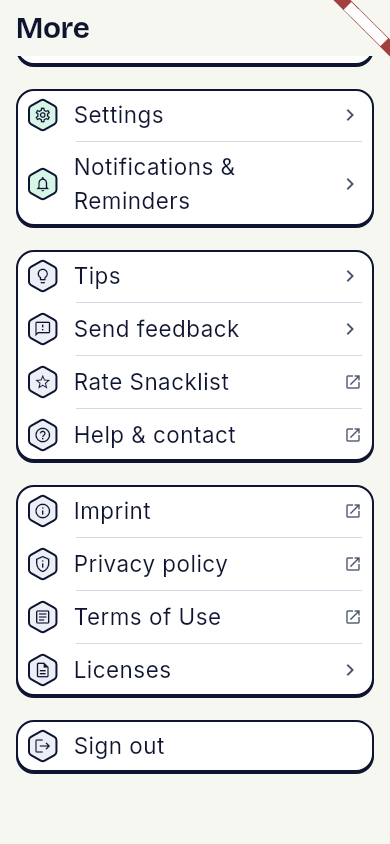 More
Settings
Notifications &
Reminders
Tips
Send feedback
Rate Snacklist
Help & contact
Imprint
Privacy policy
Terms of Use
Licenses
Sign out